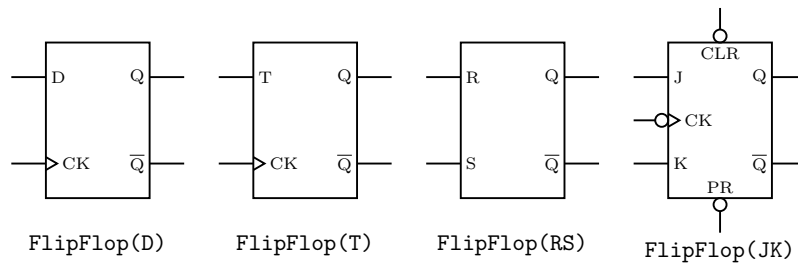 D Q
CK Q̅
FlipFlop(D)
T Q
CK Q̅
FlipFlop(T)
R Q
S Q̅
FlipFlop(RS)
CLR
J Q
CK
K Q̅
PR
FlipFlop(JK)